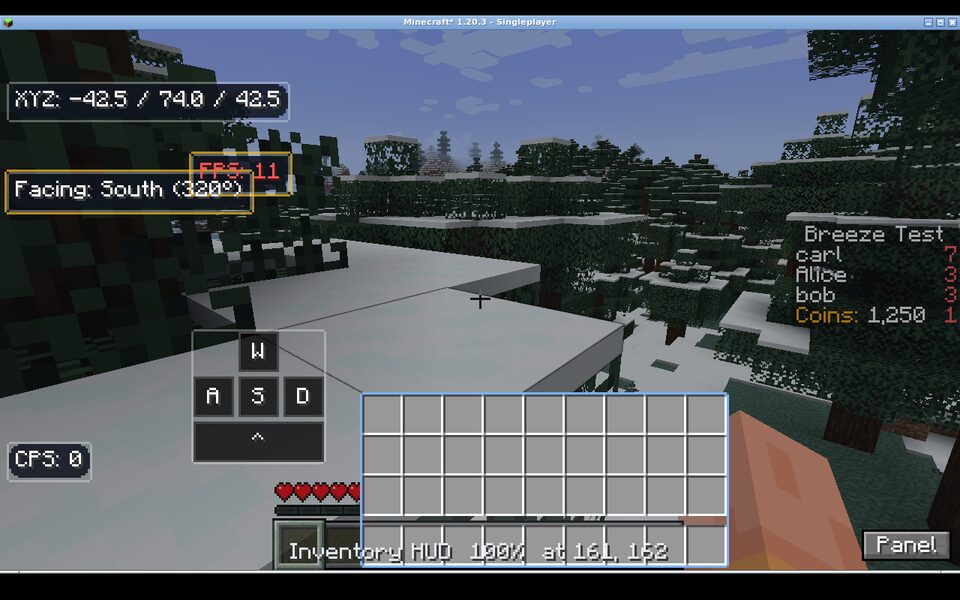 Minecraft* 1.20.3 - Singleplayer
XYZ: -42.5 / 74.0 / 42.5
FPS: 11
Facing: South (320°)
Breeze Test
carl 7
Alice 3
bob 3
Coins: 1,250 1
W
A S D
^
CPS: 0
Inventory HUD 100% at 161, 162
Panel